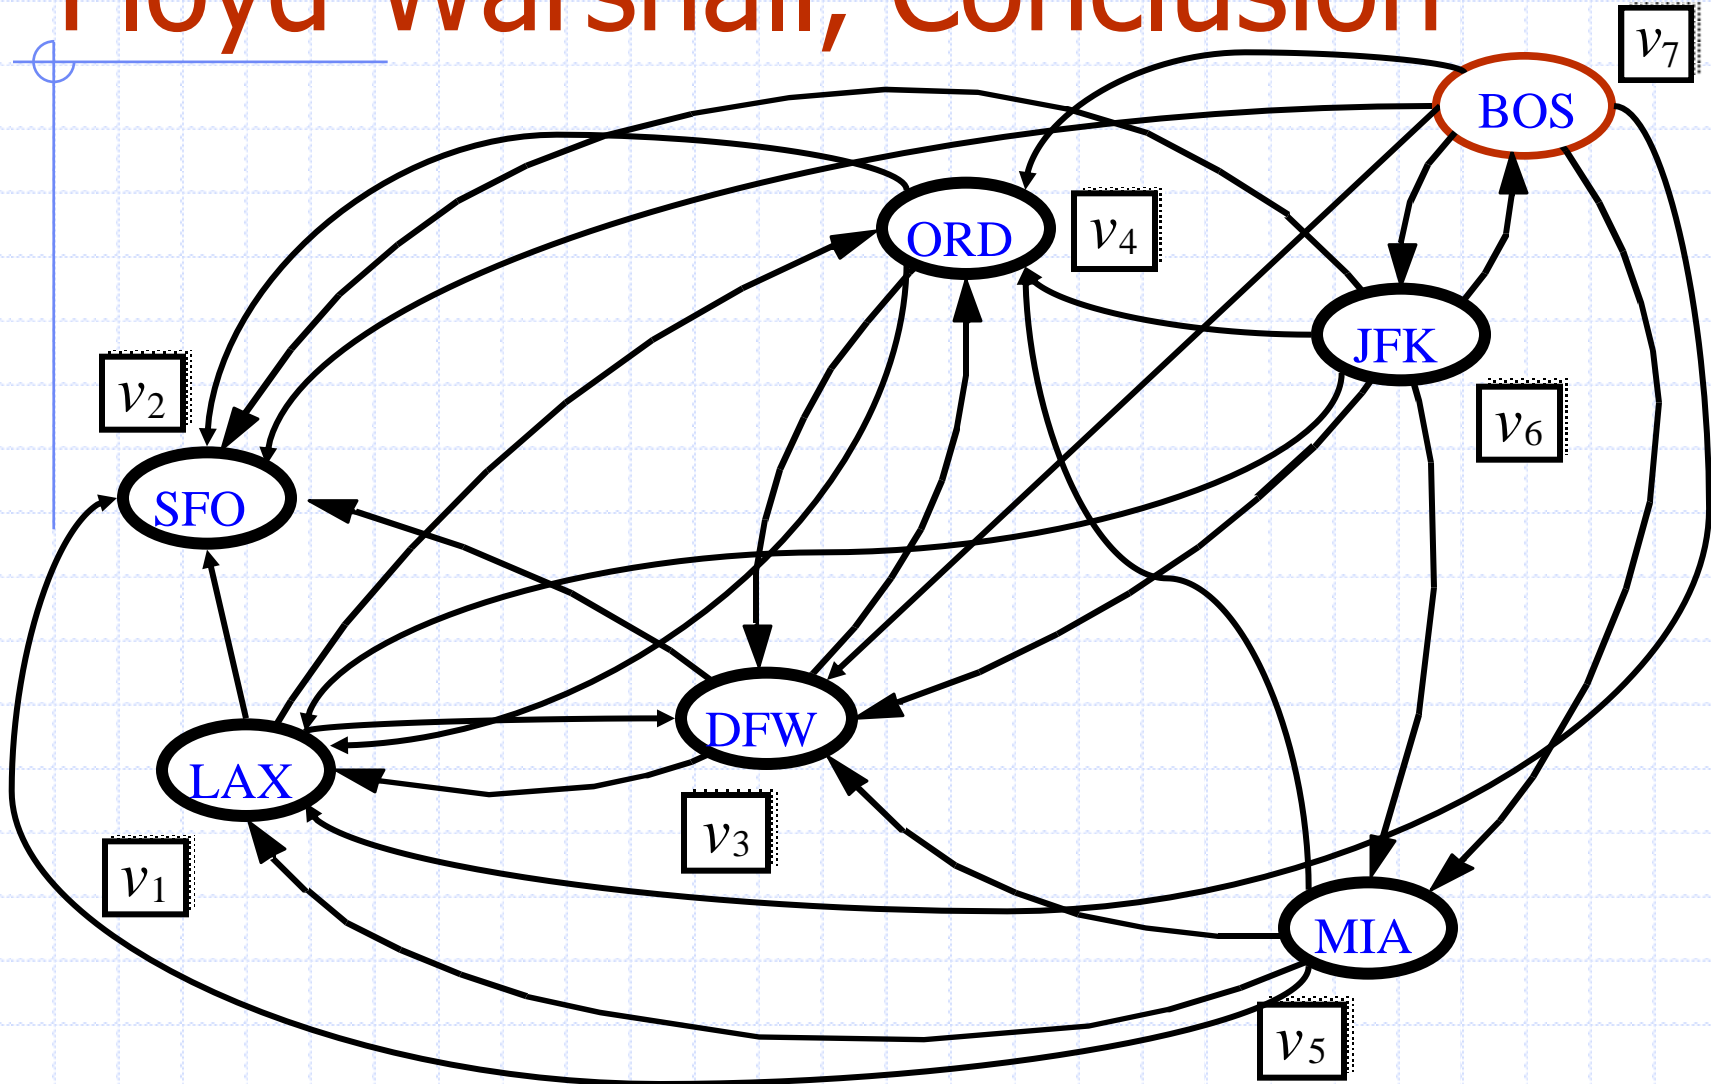 Floyd Warshall, Conclusion
v7
BOS
ORD
v4
JFK
v2
v6
SFO
DFW
LAX
v3
v1
MIA
v5